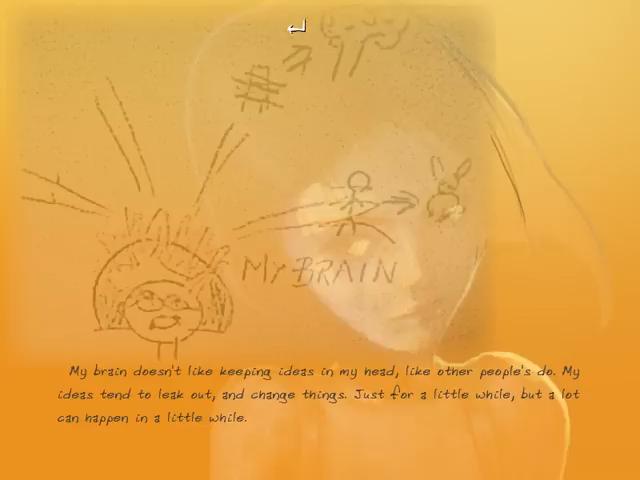 MY BRAIN
My brain doesn't like keeping ideas in my head, like other people's do. My
ideas tend to leak out, and change things. Just for a little while, but a lot
can happen in a little while.